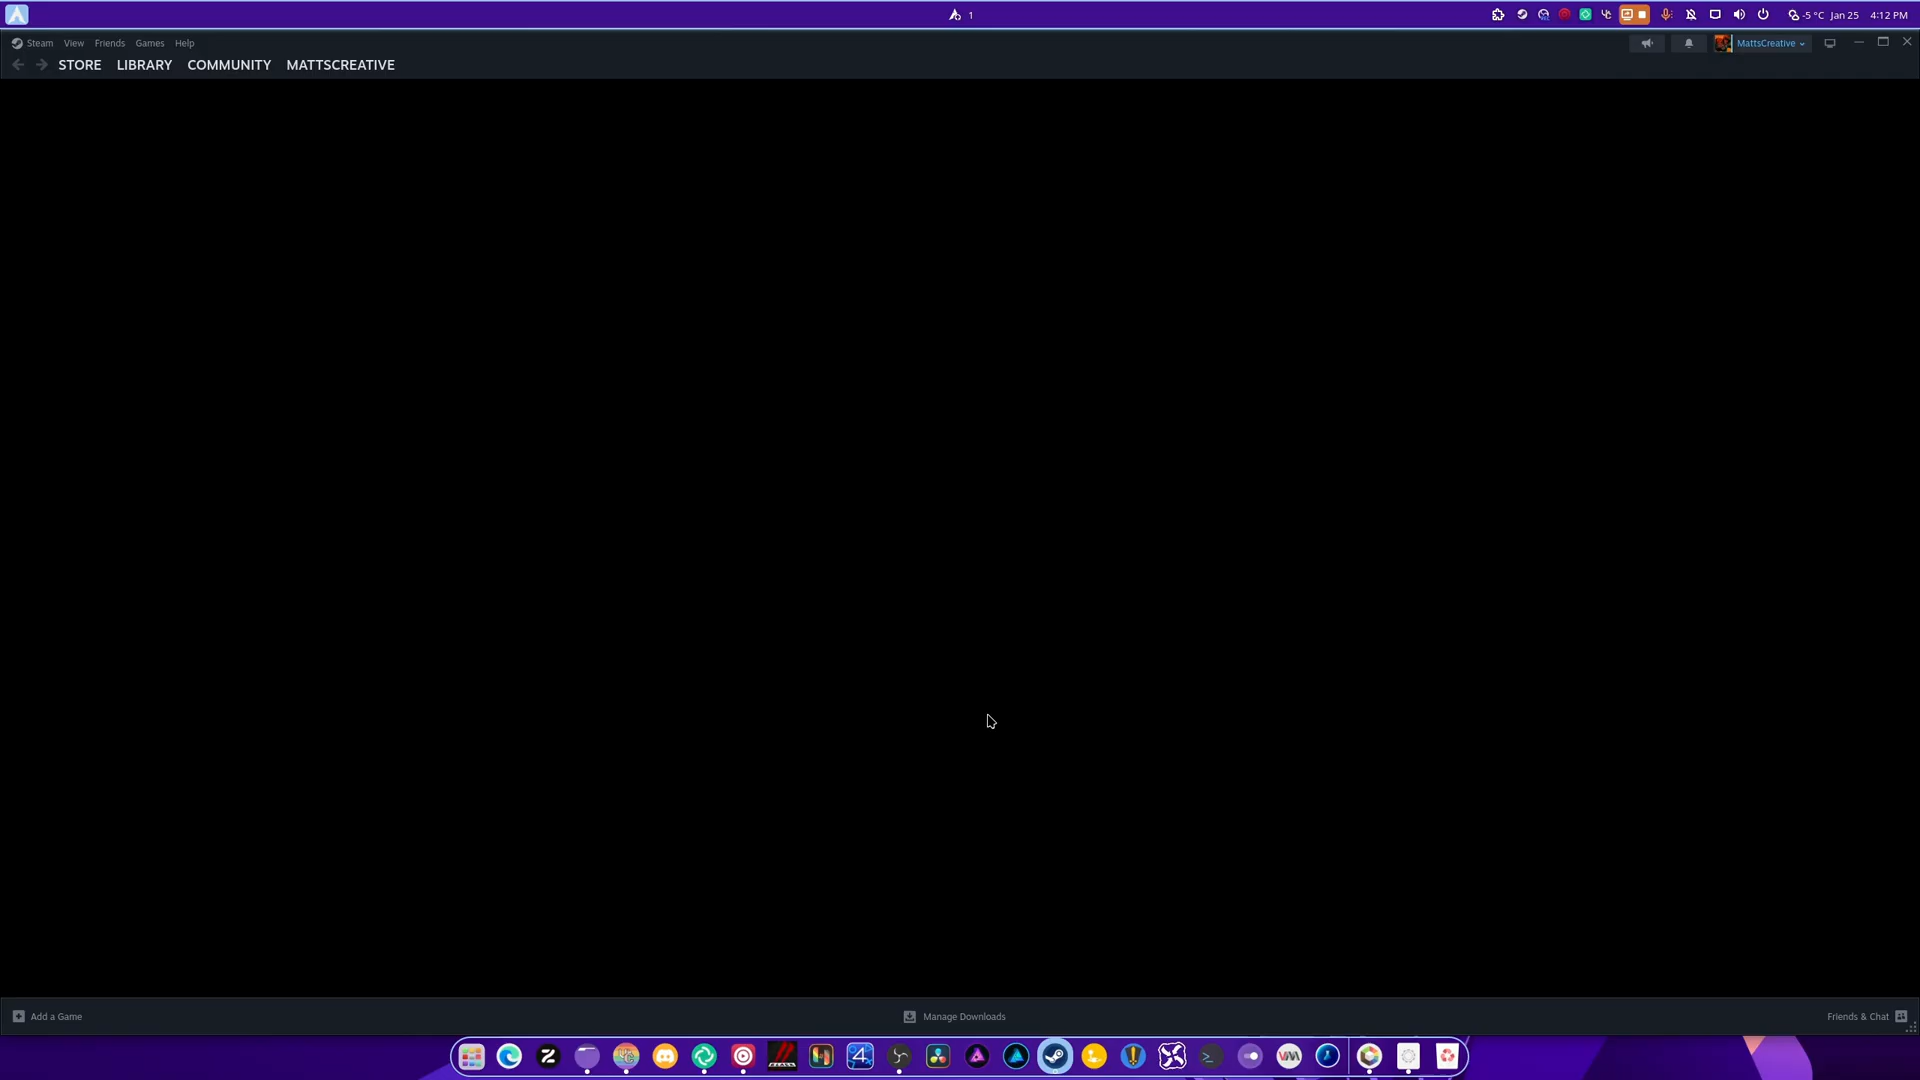 1
-5 °C Jan 25 4:12 PM
Steam View Friends Games Help
MattsCreative
STORE LIBRARY COMMUNITY MATTSCREATIVE
Add a Game
Manage Downloads
Friends & Chat